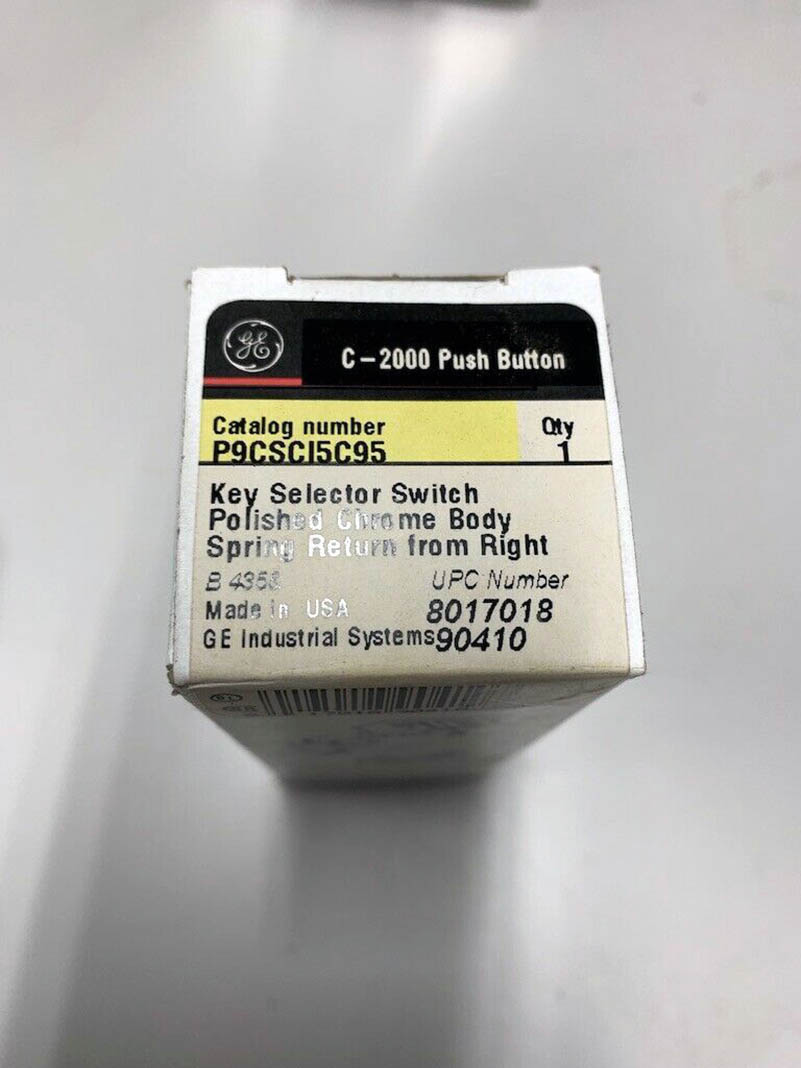 GE
C-2000 Push Button
Catalog number Qty
P9CSCI5C95 1
Key Selector Switch
Polished Chrome Body
Spring Return from Right
UPC Number
Made in USA 8017018
GE Industrial Systems 90410